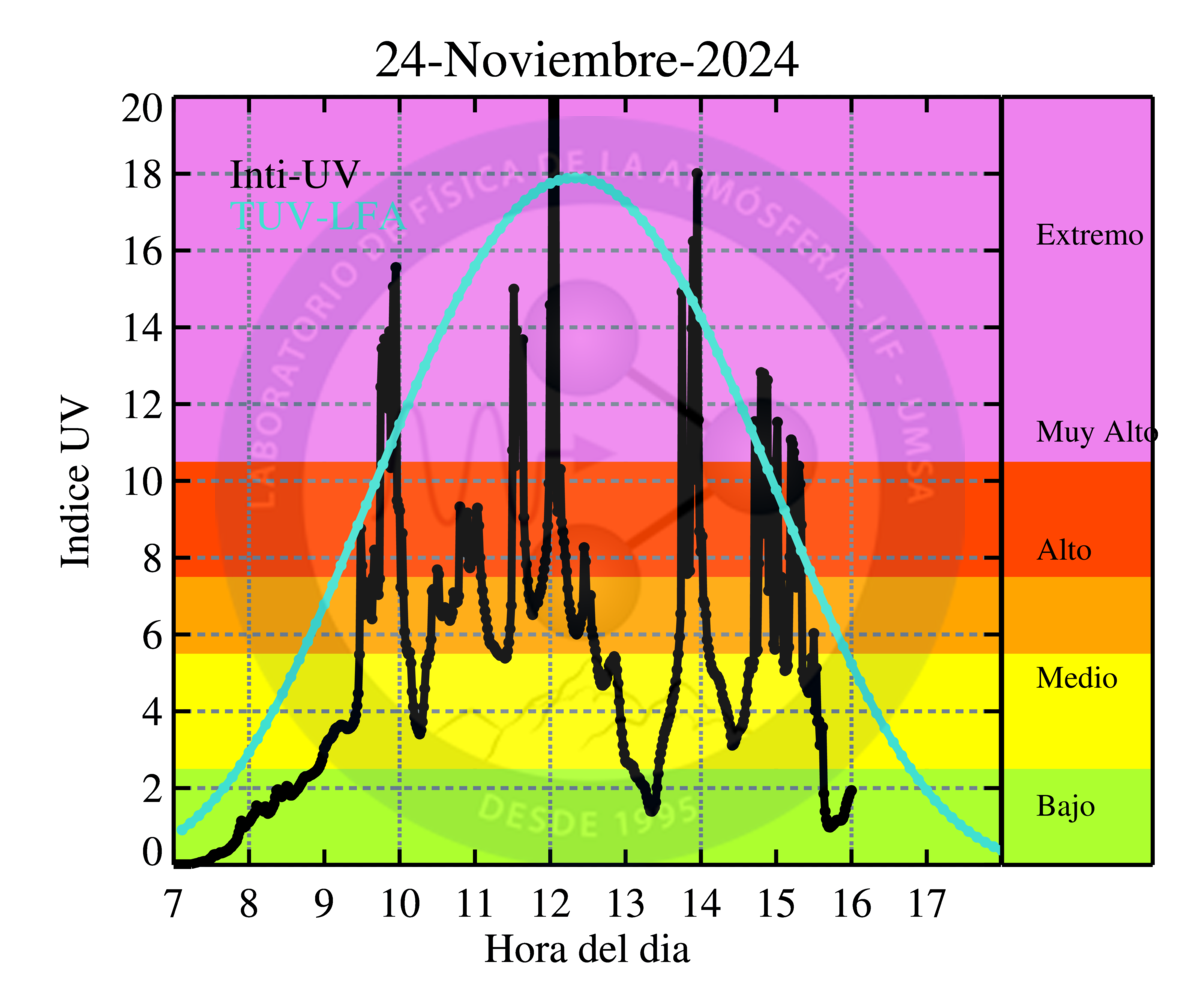 24-Noviembre-2024
Indice UV
20
18
16
14
12
10
8
6
4
2
0
Inti-UV
TUV-LFA
LABORATORIO DE FÍSICA DE LA ATMÓSFERA - IIF - UMSA
DESDE 1995
Extremo
Muy Alto
Alto
Medio
Bajo
7 8 9 10 11 12 13 14 15 16 17
Hora del dia